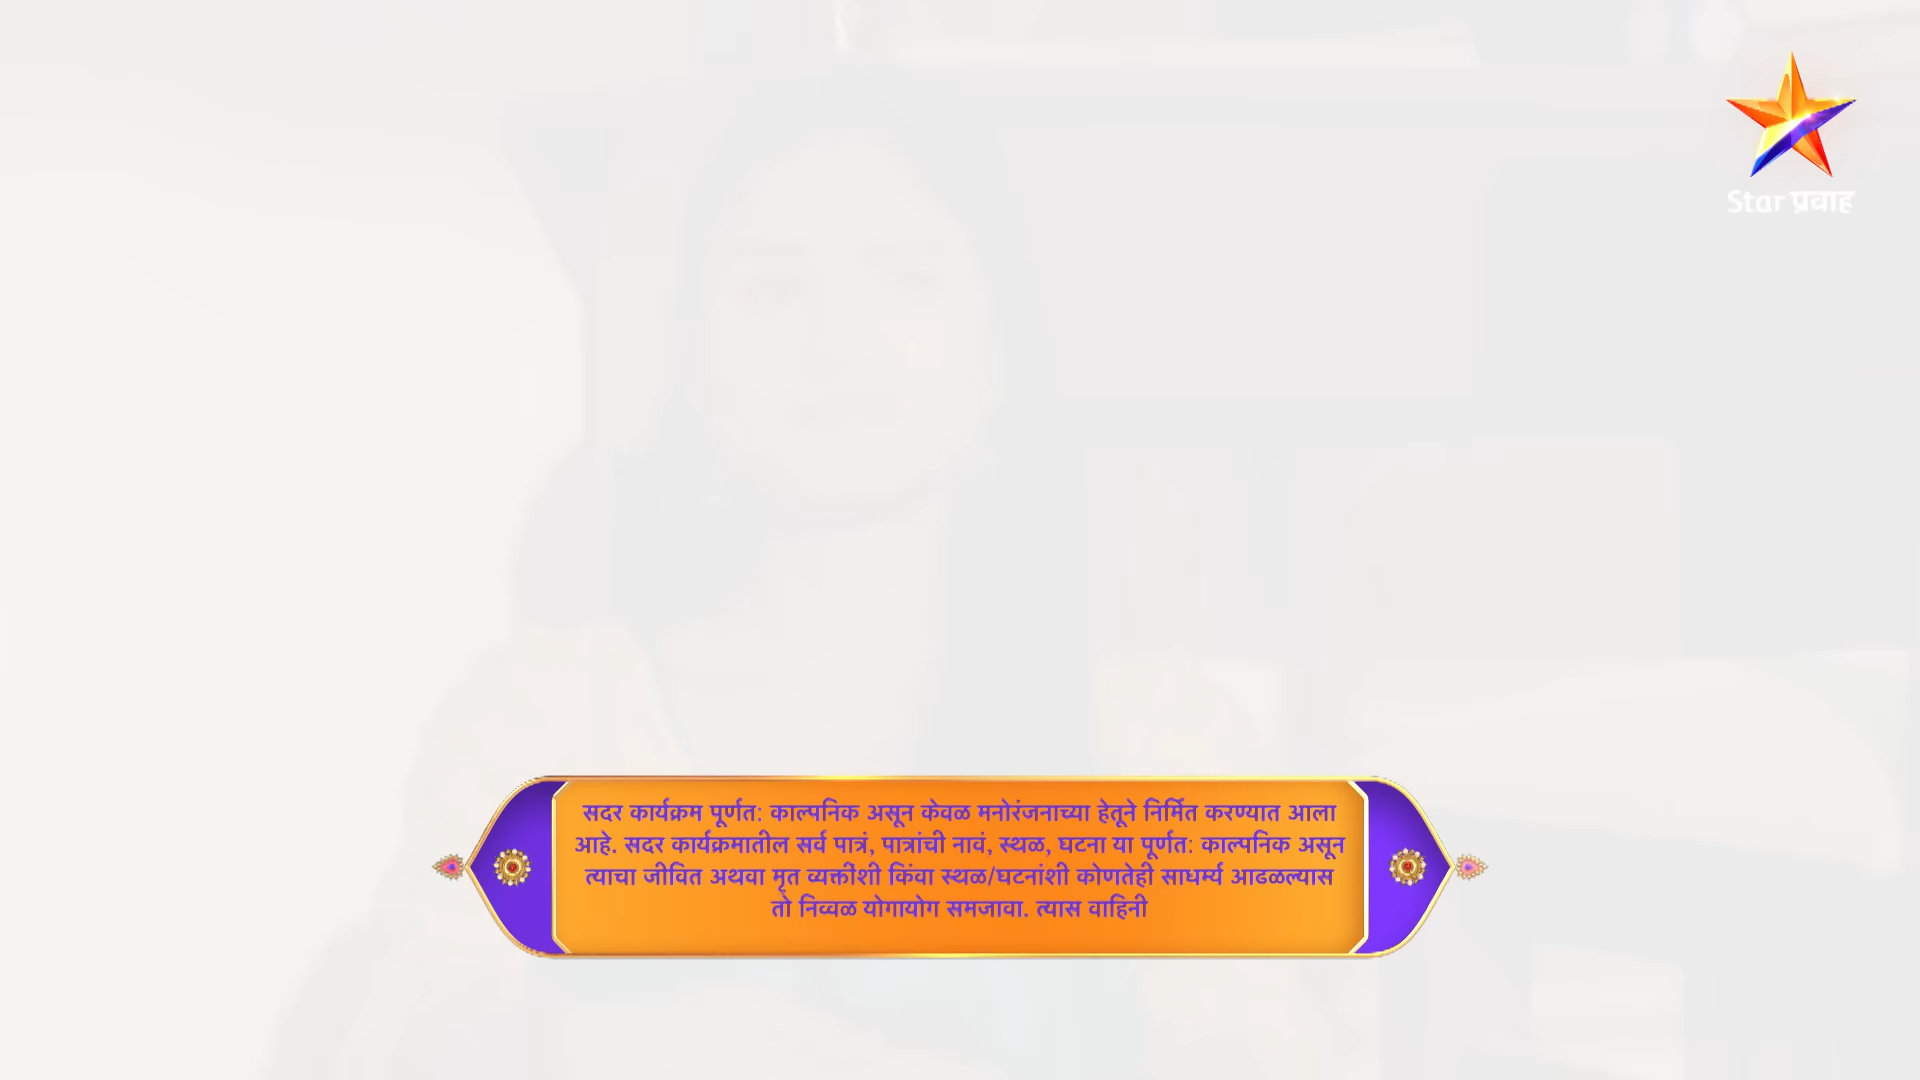 Star प्रवाह
सदर कार्यक्रम पूर्णत: काल्पनिक असून केवळ मनोरंजनाच्या हेतूने निर्मित करण्यात आला
आहे. सदर कार्यक्रमातील सर्व पात्रं, पात्रांची नावं, स्थळ, घटना या पूर्णत: काल्पनिक असून
त्याचा जीवित अथवा मृत व्यक्तींशी किंवा स्थळ/घटनांशी कोणतेही साधर्म्य आढळल्यास
तो निव्वळ योगायोग समजावा. त्यास वाहिनी